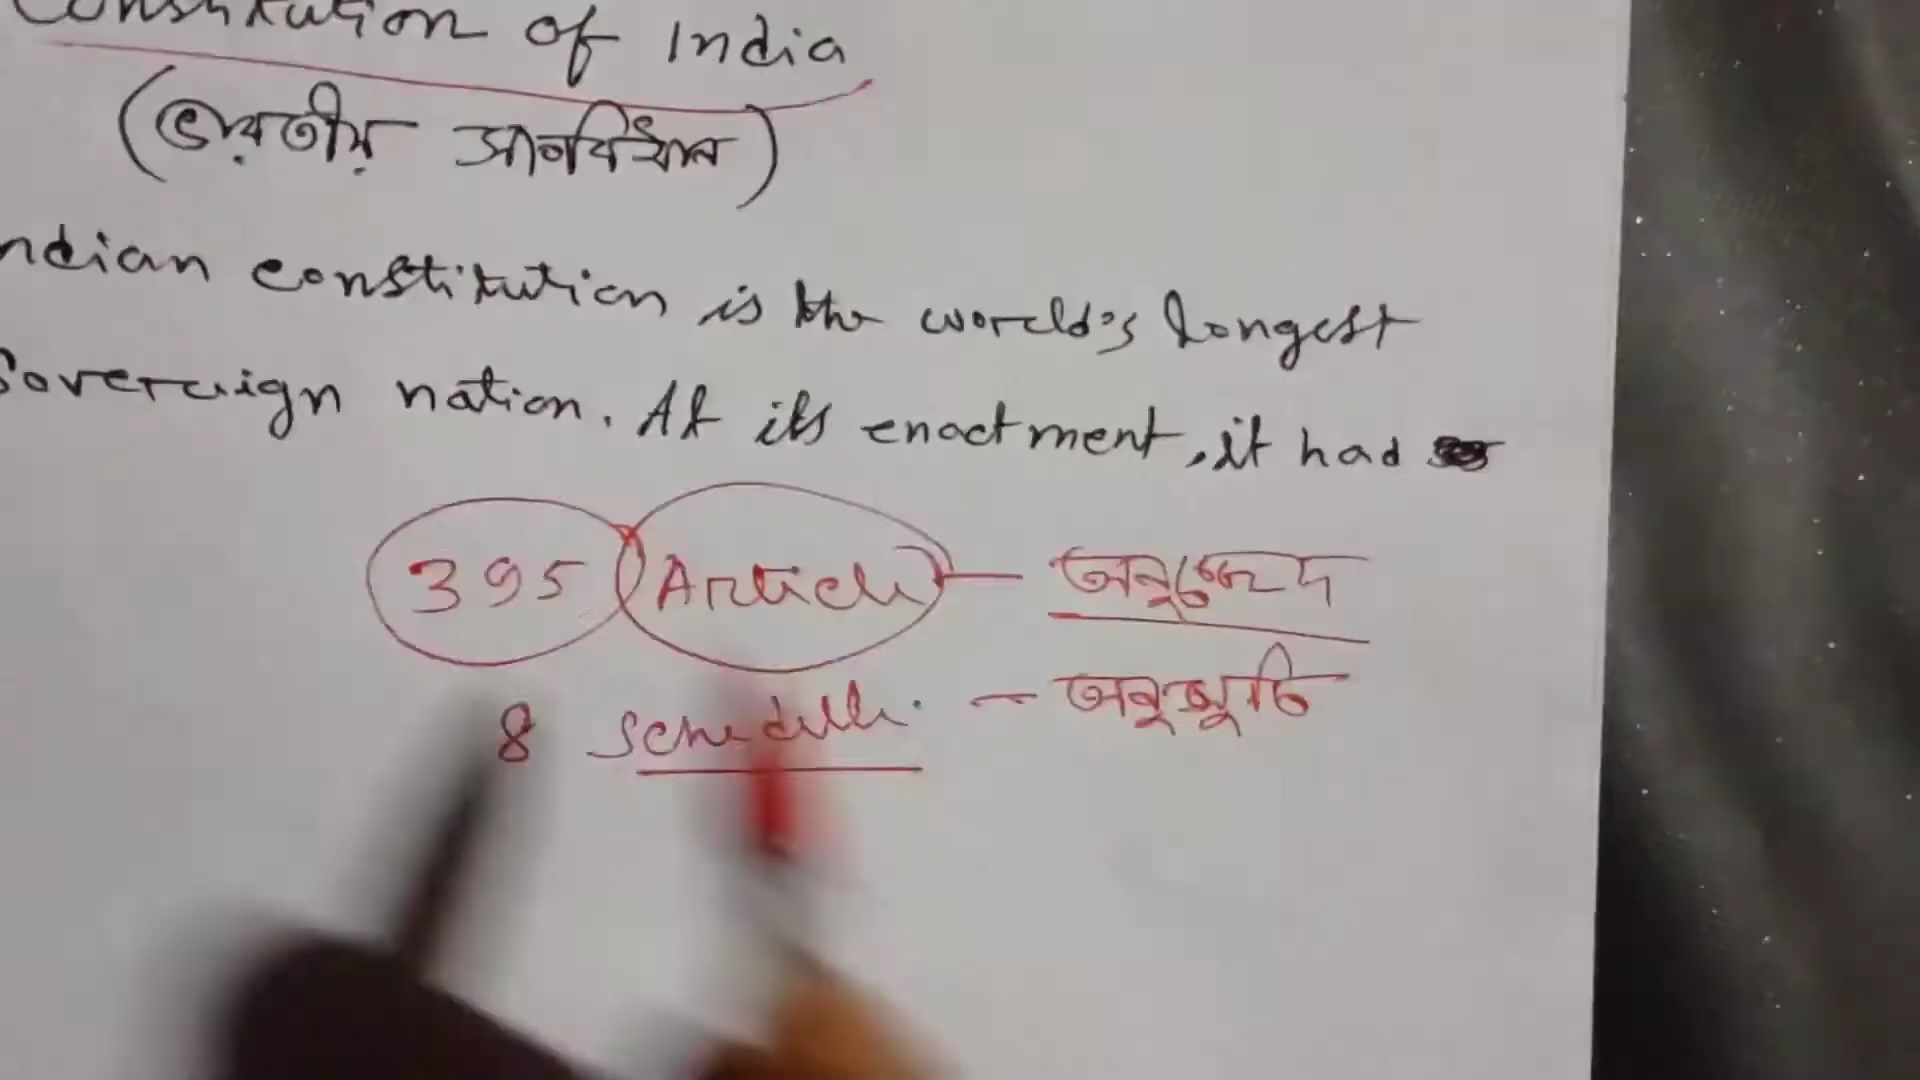 Constitution of India
(ভারতীয় সংবিধান)
ndian constitution is the world's longest
Sovereign nation. At its enactment, it had
395 Article — অনুচ্ছেদ
8 schedule. — অনুসূচি